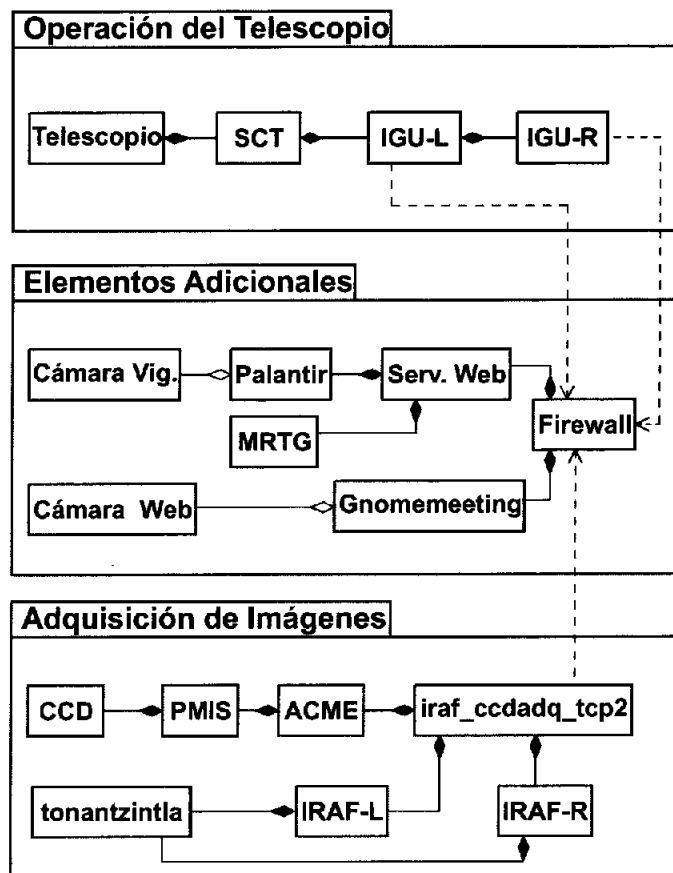 Operación del Telescopio
Telescopio
SCT
IGU-L
IGU-R
Elementos Adicionales
Cámara Vig.
Palantir
Serv. Web
MRTG
Firewall
Cámara Web
Gnomemeeting
Adquisición de Imágenes
CCD
PMIS
ACME
iraf_ccdadq_tcp2
tonantzintla
IRAF-L
IRAF-R